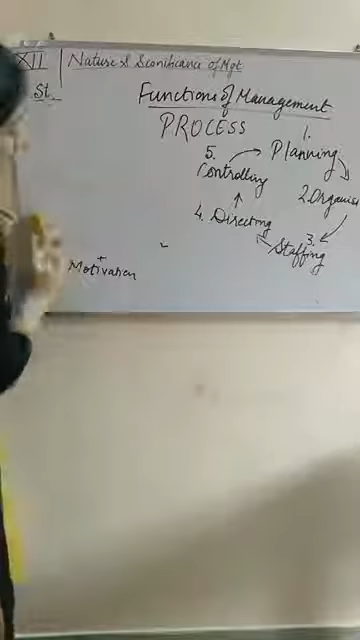 XII Nature & Significance of Mgt
St.
Functions of Management
PROCESS
1.
Planning
5.
Controlling
2. Organisi
4. Directing
3.
Staffing
+
Motivation